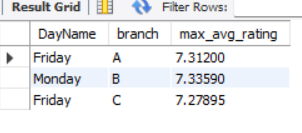 Result Grid Filter Rows:
DayName branch max_avg_rating
Friday A 7.31200
Monday B 7.33590
Friday C 7.27895